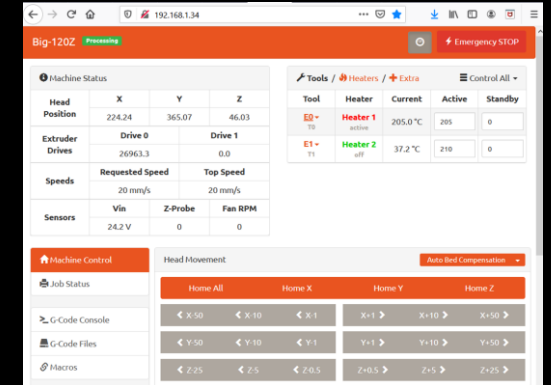 192.168.1.34
Big-120Z Processing Emergency STOP
Machine Status
Tools / Heaters / + Extra Control All
Head Position X Y Z
224.24 365.07 46.03
Extruder Drives Drive 0 Drive 1
26963.3 0.0
Speeds Requested Speed Top Speed
20 mm/s 20 mm/s
Sensors Vin Z-Probe Fan RPM
24.2 V 0 0
Tool Heater Current Active Standby
E0 Heater 1 205.0 °C 205 0
T0 active
E1 Heater 2 37.2 °C 210 0
T1 off
Machine Control
Job Status
G-Code Console
G-Code Files
Macros
Head Movement Auto Bed Compensation
Home All Home X Home Y Home Z
X-50 X-10 X-1 X+1 X+10 X+50
Y-50 Y-10 Y-1 Y+1 Y+10 Y+50
Z-25 Z-5 Z-0.5 Z+0.5 Z+5 Z+25